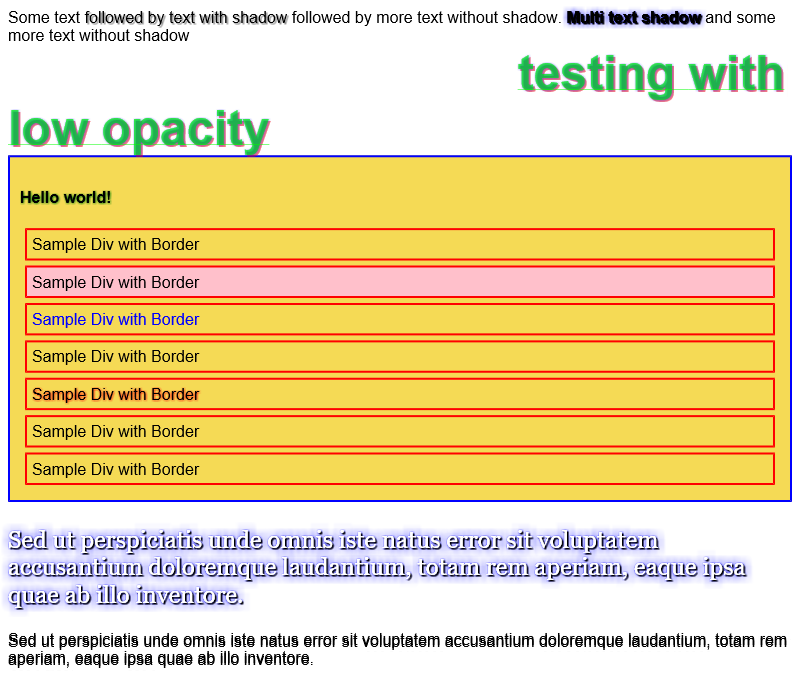 Some text followed by text with shadow followed by more text without shadow. Multi text shadow and some
more text without shadow
testing with
low opacity
Hello world!
Sample Div with Border
Sample Div with Border
Sample Div with Border
Sample Div with Border
Sample Div with Border
Sample Div with Border
Sample Div with Border
Sed ut perspiciatis unde omnis iste natus error sit voluptatem
accusantium doloremque laudantium, totam rem aperiam, eaque ipsa
quae ab illo inventore.
Sed ut perspiciatis unde omnis iste natus error sit voluptatem accusantium doloremque laudantium, totam rem
aperiam, eaque ipsa quae ab illo inventore.